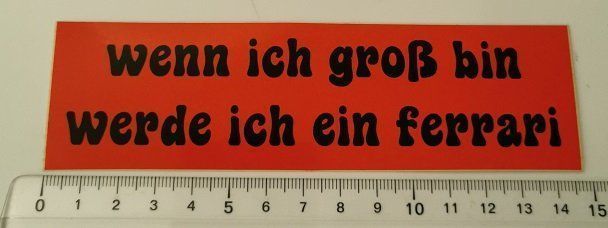 wenn ich groß bin
werde ich ein ferrari
0 1 2 3 4 5 6 7 8 9 10 11 12 13 14 15